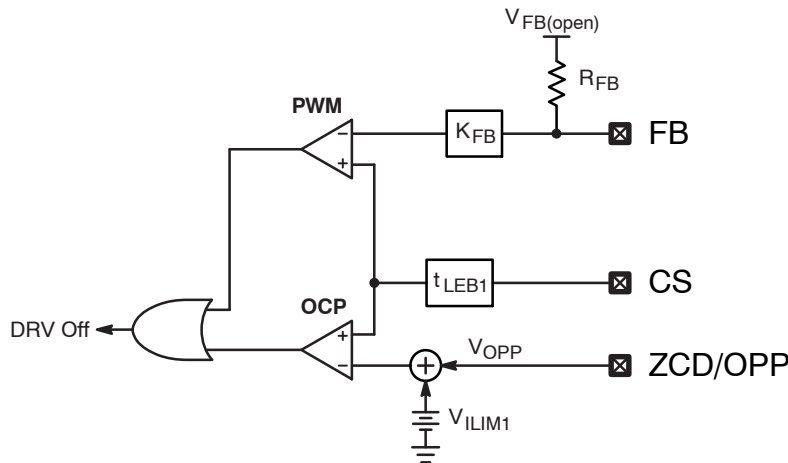 VFB(open)
RFB
PWM
–
+
KFB
FB
tLEB1
CS
OCP
+
–
DRV Off
+
VOPP
ZCD/OPP
VILIM1